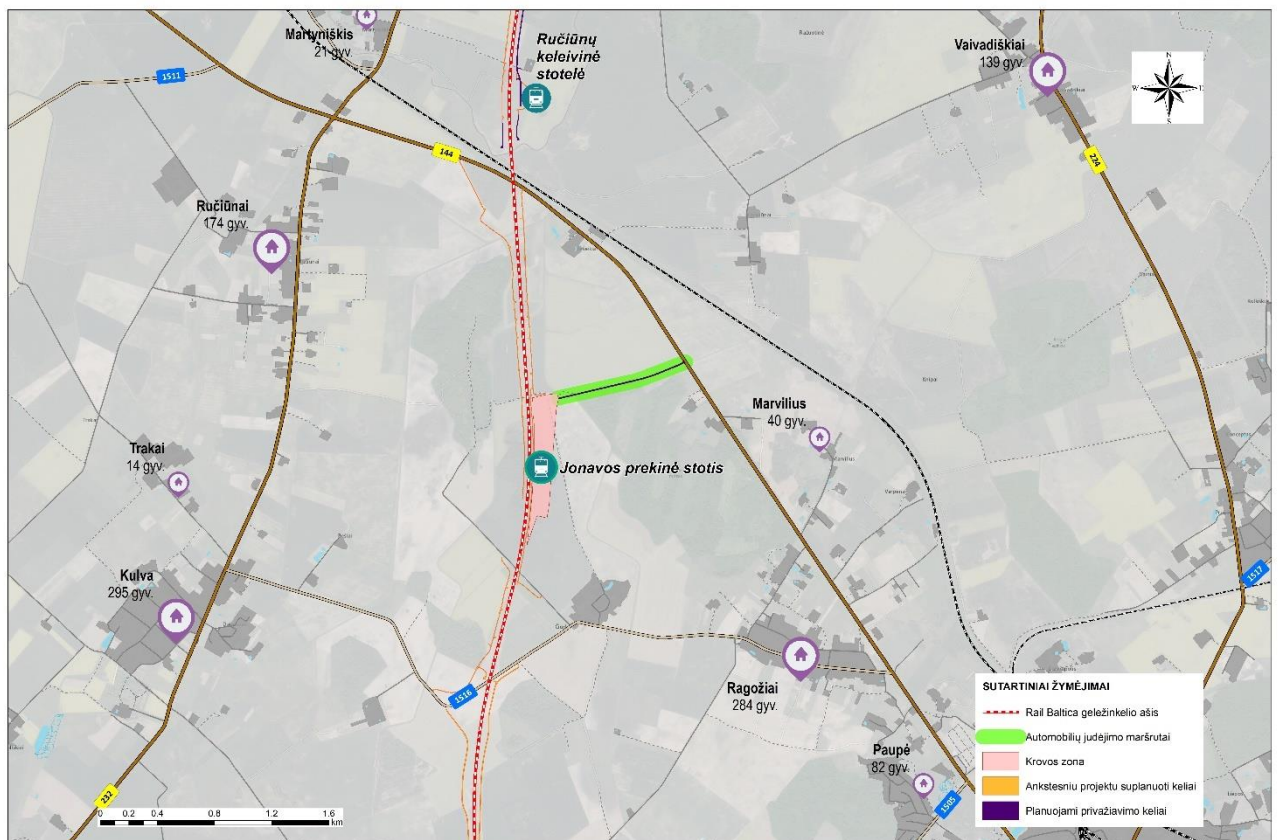 Martyniškis
21 gyv.
Ručiūnų
keleivinė
stotelė
Vaivadiškiai
139 gyv.
1511
144
224
Ručiūnai
174 gyv.
Marvilius
40 gyv.
Trakai
14 gyv.
Jonavos prekinė stotis
Kulva
295 gyv.
1517
1516
Ragožiai
284 gyv.
Paupė
82 gyv.
1505
232
0 0.2 0.4 0.8 1.2 1.6
km
N
W
S
SUTARTINIAI ŽYMĖJIMAI
Rail Baltica geležinkelio ašis
Automobilių judėjimo maršrutai
Krovos zona
Ankstesniu projektu suplanuoti keliai
Planuojami privažiavimo keliai